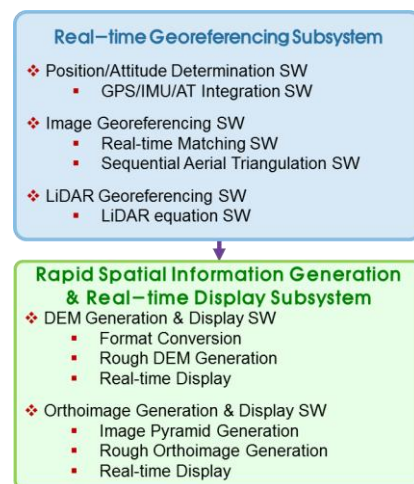 Real-time Georeferencing Subsystem
❖ Position/Attitude Determination SW
▪ GPS/IMU/AT Integration SW
❖ Image Georeferencing SW
▪ Real-time Matching SW
▪ Sequential Aerial Triangulation SW
❖ LiDAR Georeferencing SW
▪ LiDAR equation SW
Rapid Spatial Information Generation
& Real-time Display Subsystem
❖ DEM Generation & Display SW
▪ Format Conversion
▪ Rough DEM Generation
▪ Real-time Display
❖ Orthoimage Generation & Display SW
▪ Image Pyramid Generation
▪ Rough Orthoimage Generation
▪ Real-time Display